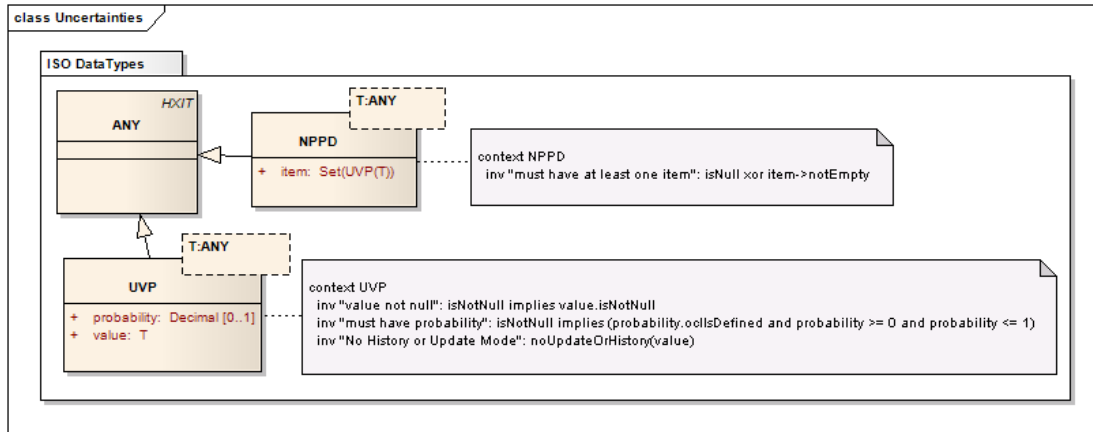 class Uncertainties
ISO DataTypes
HXIT
ANY
T:ANY
NPPD
+ item: Set(UVP(T))
context NPPD
inv "must have at least one item": isNull xor item->notEmpty
T:ANY
UVP
+ probability: Decimal [0..1]
+ value: T
context UVP
inv "value not null": isNotNull implies value.isNotNull
inv "must have probability": isNotNull implies (probability.oclIsDefined and probability >= 0 and probability <= 1)
inv "No History or Update Mode": noUpdateOrHistory(value)